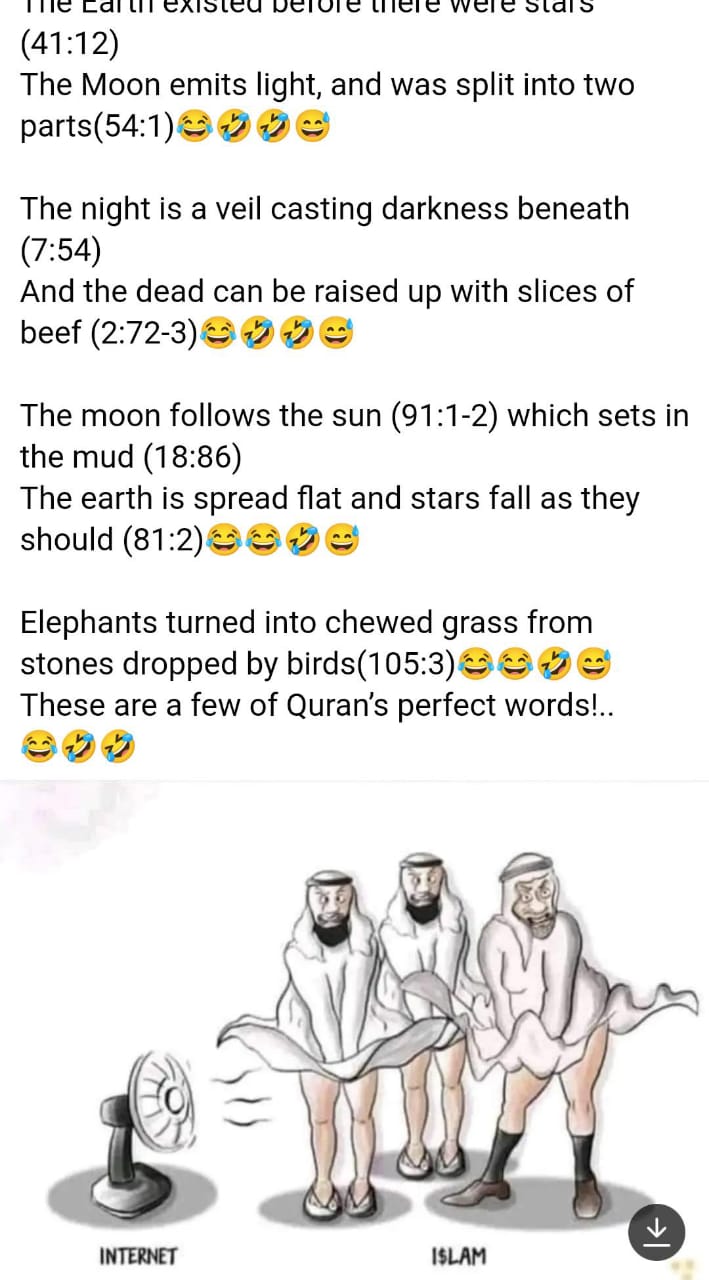 The Earth existed before there were stars
(41:12)
The Moon emits light, and was split into two
parts(54:1)😂🤣🤣😅
The night is a veil casting darkness beneath
(7:54)
And the dead can be raised up with slices of
beef (2:72-3)😂🤣🤣😅
The moon follows the sun (91:1-2) which sets in
the mud (18:86)
The earth is spread flat and stars fall as they
should (81:2)😂😂🤣😅
Elephants turned into chewed grass from
stones dropped by birds(105:3)😂😂🤣😅
These are a few of Quran's perfect words!..
😂🤣🤣
INTERNET
I$LAM